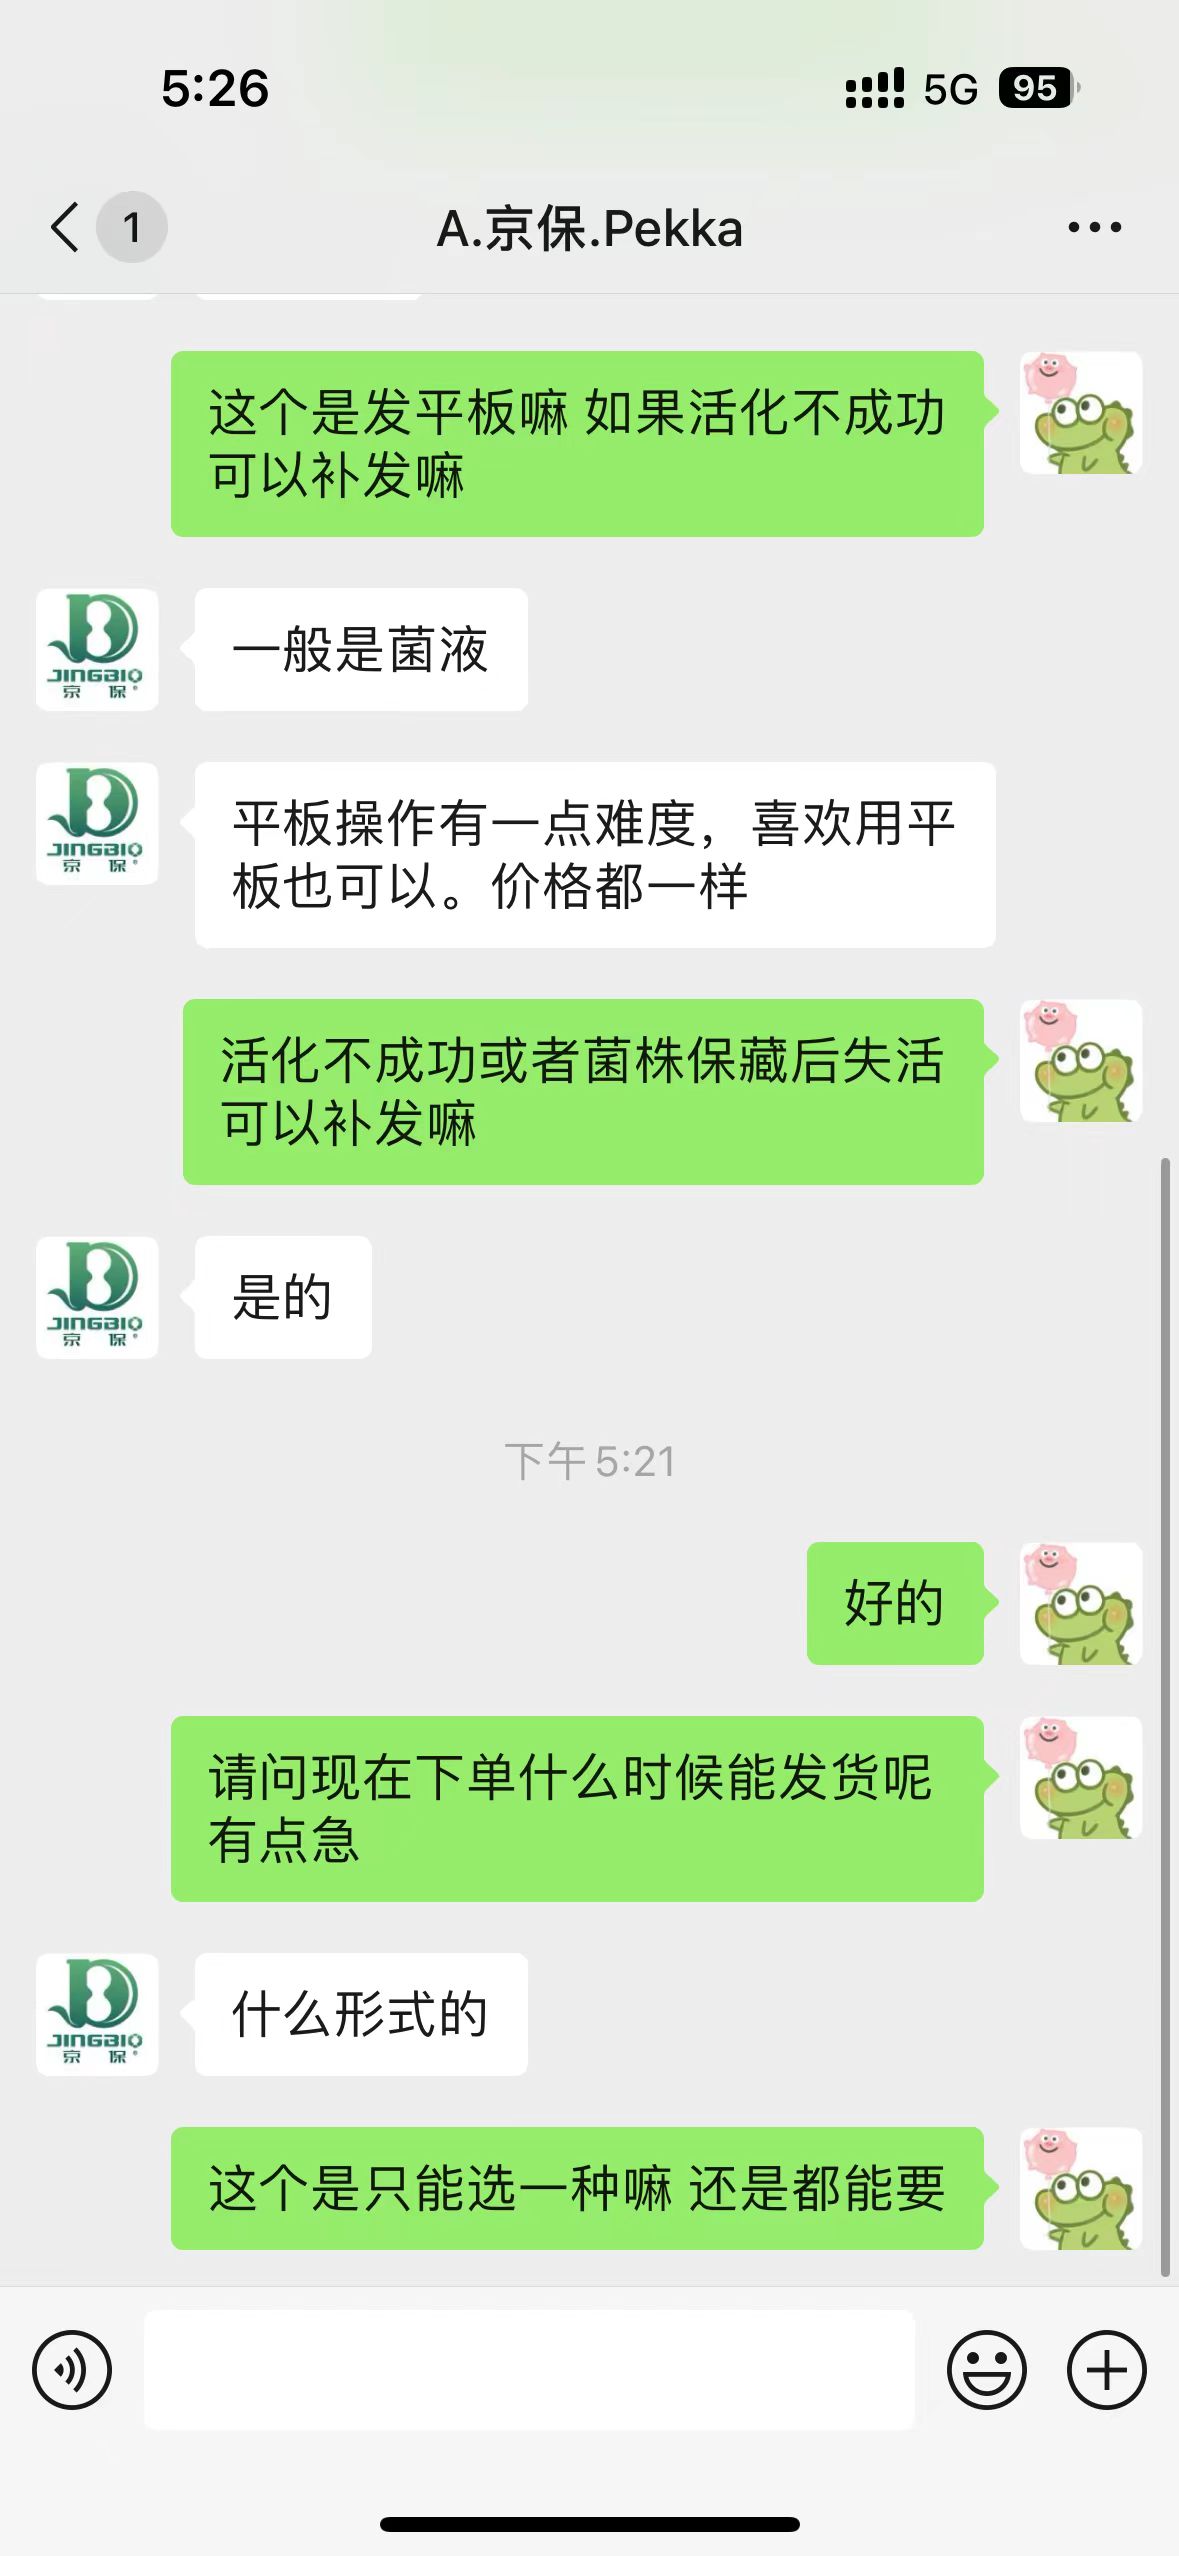 5:26
5G 95
1
A.京保.Pekka
这个是发平板嘛 如果活化不成功
可以补发嘛
JINGBIO
京 保
一般是菌液
JINGBIO
京 保
平板操作有一点难度，喜欢用平
板也可以。价格都一样
活化不成功或者菌株保藏后失活
可以补发嘛
JINGBIO
京 保
是的
下午 5:21
好的
请问现在下单什么时候能发货呢
有点急
JINGBIO
京 保
什么形式的
这个是只能选一种嘛 还是都能要